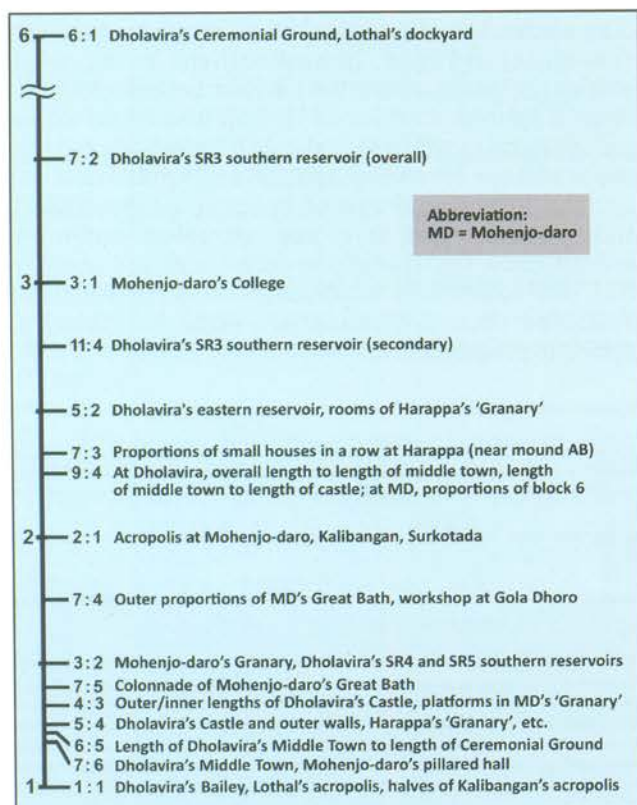 6 6 : 1 Dholavira's Ceremonial Ground, Lothal's dockyard
7 : 2 Dholavira's SR3 southern reservoir (overall)
Abbreviation:
MD = Mohenjo-daro
3 3 : 1 Mohenjo-daro's College
11 : 4 Dholavira's SR3 southern reservoir (secondary)
5 : 2 Dholavira's eastern reservoir, rooms of Harappa's 'Granary'
7 : 3 Proportions of small houses in a row at Harappa (near mound AB)
9 : 4 At Dholavira, overall length to length of middle town, length
of middle town to length of castle; at MD, proportions of block 6
2 2 : 1 Acropolis at Mohenjo-daro, Kalibangan, Surkotada
7 : 4 Outer proportions of MD's Great Bath, workshop at Gola Dhoro
3 : 2 Mohenjo-daro's Granary, Dholavira's SR4 and SR5 southern reservoirs
7 : 5 Colonnade of Mohenjo-daro's Great Bath
4 : 3 Outer/inner lengths of Dholavira's Castle, platforms in MD's 'Granary'
5 : 4 Dholavira's Castle and outer walls, Harappa's 'Granary', etc.
6 : 5 Length of Dholavira's Middle Town to length of Ceremonial Ground
7 : 6 Dholavira's Middle Town, Mohenjo-daro's pillared hall
1 1 : 1 Dholavira's Bailey, Lothal's acropolis, halves of Kalibangan's acropolis